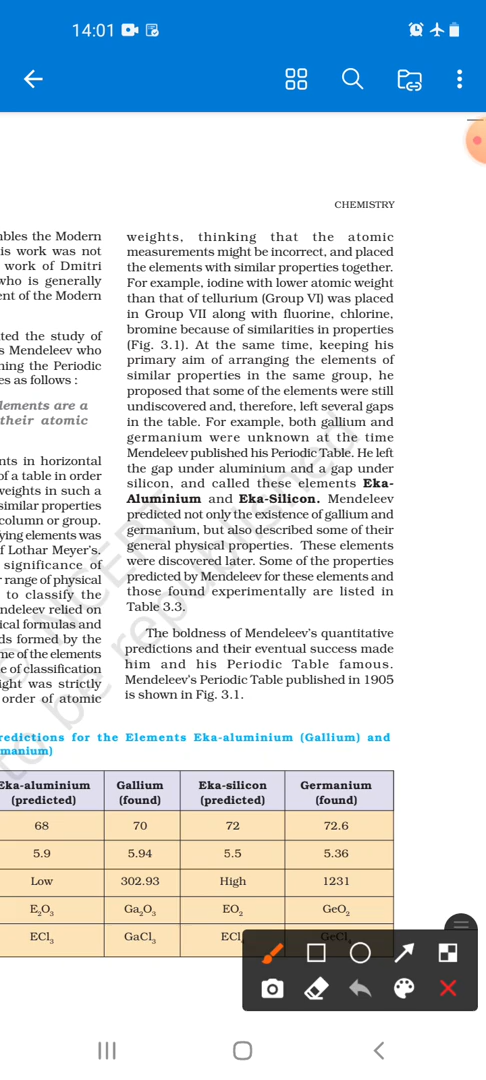 14:01
CHEMISTRY
mbles the Modern
is work was not
work of Dmitri
who is generally
ent of the Modern
ted the study of
s Mendeleev who
ning the Periodic
es as follows :
lements are a
their atomic
nts in horizontal
of a table in order
weights in such a
similar properties
column or group.
ying elements was
f Lothar Meyer's.
significance of
r range of physical
to classify the
ndeleev relied on
ical formulas and
ds formed by the
me of the elements
e of classification
ight was strictly
order of atomic
weights, thinking that the atomic
measurements might be incorrect, and placed
the elements with similar properties together.
For example, iodine with lower atomic weight
than that of tellurium (Group VI) was placed
in Group VII along with fluorine, chlorine,
bromine because of similarities in properties
(Fig. 3.1). At the same time, keeping his
primary aim of arranging the elements of
similar properties in the same group, he
proposed that some of the elements were still
undiscovered and, therefore, left several gaps
in the table. For example, both gallium and
germanium were unknown at the time
Mendeleev published his Periodic Table. He left
the gap under aluminium and a gap under
silicon, and called these elements Eka-
Aluminium and Eka-Silicon. Mendeleev
predicted not only the existence of gallium and
germanium, but also described some of their
general physical properties. These elements
were discovered later. Some of the properties
predicted by Mendeleev for these elements and
those found experimentally are listed in
Table 3.3.
The boldness of Mendeleev's quantitative
predictions and their eventual success made
him and his Periodic Table famous.
Mendeleev's Periodic Table published in 1905
is shown in Fig. 3.1.
© NCERT
to be republished
redictions for the Elements Eka-aluminium (Gallium) and
manium)
Eka-aluminium (predicted) Gallium (found) Eka-silicon (predicted) Germanium (found)
68 70 72 72.6
5.9 5.94 5.5 5.36
Low 302.93 High 1231
E₂O₃ Ga₂O₃ EO₂ GeO₂
ECl₃ GaCl₃ ECl₄ GeCl₄